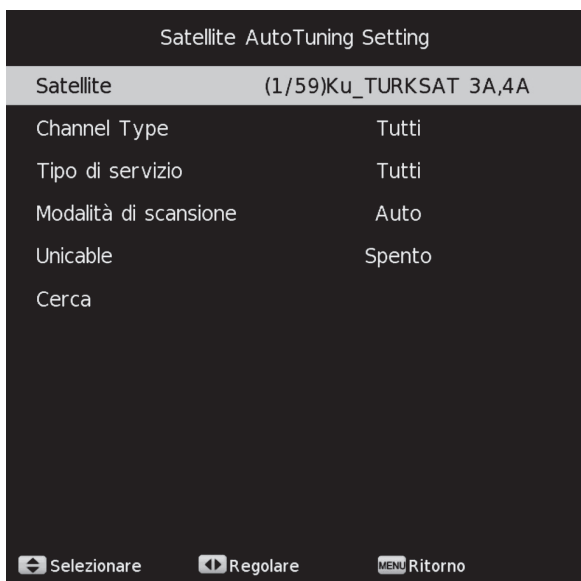 Satellite AutoTuning Setting
Satellite (1/59)Ku_TURKSAT 3A,4A
Channel Type Tutti
Tipo di servizio Tutti
Modalità di scansione Auto
Unicable Spento
Cerca
Selezionare Regolare MENU Ritorno